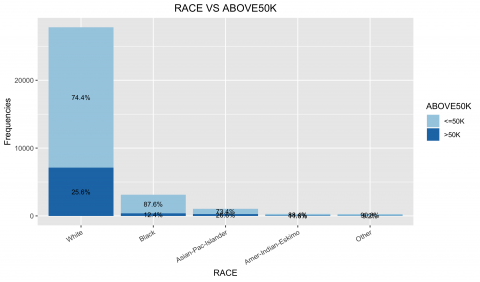 RACE VS ABOVE50K
Frequencies
20000
10000
0
74.4%
25.6%
87.6%
12.4%
73.4%
White
Black
Asian-Pac-Islander
Amer-Indian-Eskimo
Other
RACE
ABOVE50K
<=50K
>50K